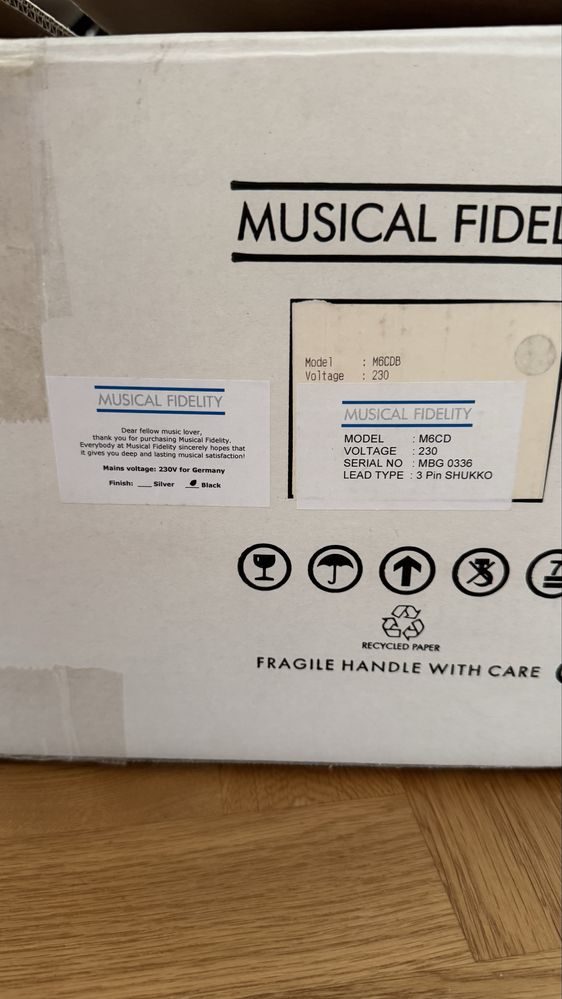 MUSICAL FIDEL
Model : M6CDB
Voltage : 230
MUSICAL FIDELITY
Dear fellow music lover,
thank you for purchasing Musical Fidelity.
Everybody at Musical Fidelity sincerely hopes that
it gives you deep and lasting musical satisfaction!
Mains voltage: 230V for Germany
Finish: ___ Silver ___ Black
MUSICAL FIDELITY
MODEL : M6CD
VOLTAGE : 230
SERIAL NO : MBG 0336
LEAD TYPE : 3 Pin SHUKKO
7
RECYCLED PAPER
FRAGILE HANDLE WITH CARE